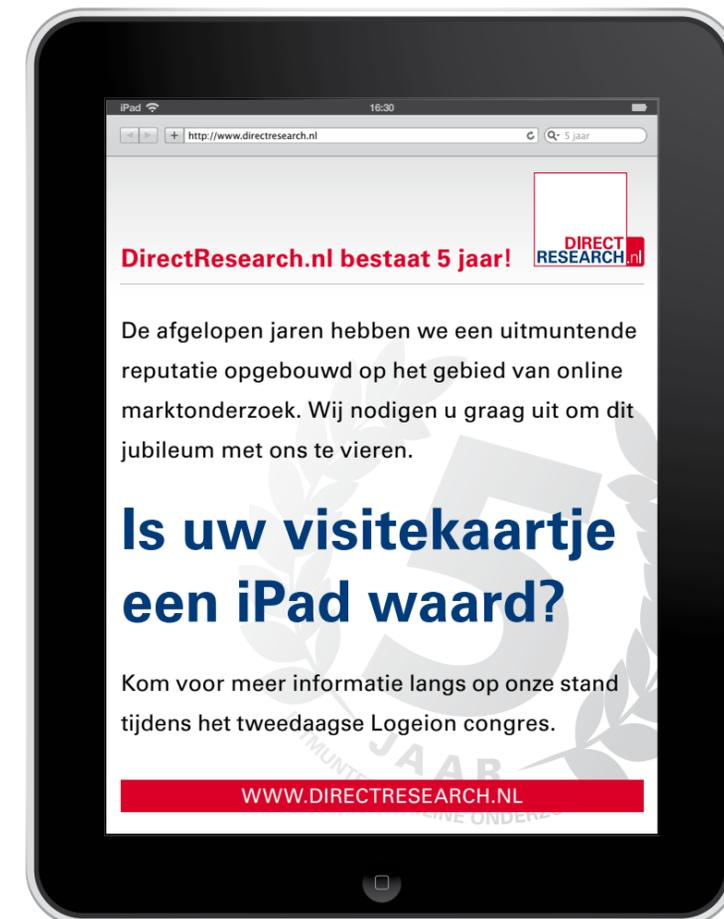 iPad 16:30
http://www.directresearch.nl 5 jaar
DIRECT
RESEARCH.nl
DirectResearch.nl bestaat 5 jaar!
De afgelopen jaren hebben we een uitmuntende
reputatie opgebouwd op het gebied van online
marktonderzoek. Wij nodigen u graag uit om dit
jubileum met ons te vieren.
Is uw visitekaartje
een iPad waard?
Kom voor meer informatie langs op onze stand
tijdens het tweedaagse Logeion congres.
5
JAAR
WWW.DIRECTRESEARCH.NL